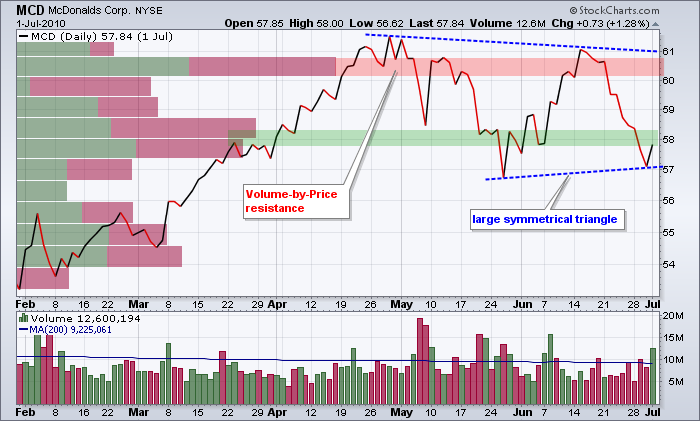 MCD McDonalds Corp. NYSE © StockCharts.com
1-Jul-2010 Open 57.85 High 58.00 Low 56.62 Last 57.84 Volume 12.6M Chg +0.73 (+1.28%)
MCD (Daily) 57.84 (1 Jul)
61
60
59
58
57
56
55
54
Volume-by-Price
resistance
large symmetrical triangle
Feb 8 16 22 Mar 8 15 22 Apr 12 19 26 May 10 17 24 Jun 7 14 21 28 Jul
Volume 12,600,194
MA(200) 9,225,061
20M
15M
10M
5M
Feb 8 16 22 Mar 8 15 22 Apr 12 19 26 May 10 17 24 Jun 7 14 21 28 Jul